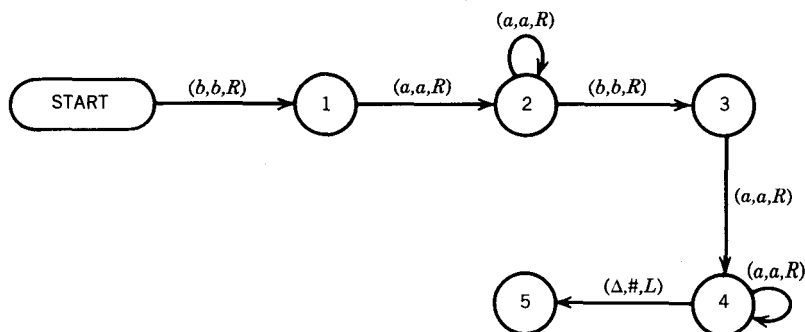 (a,a,R)
START (b,b,R) 1 (a,a,R) 2 (b,b,R) 3
(a,a,R)
5 (Δ,#,L) 4 (a,a,R)